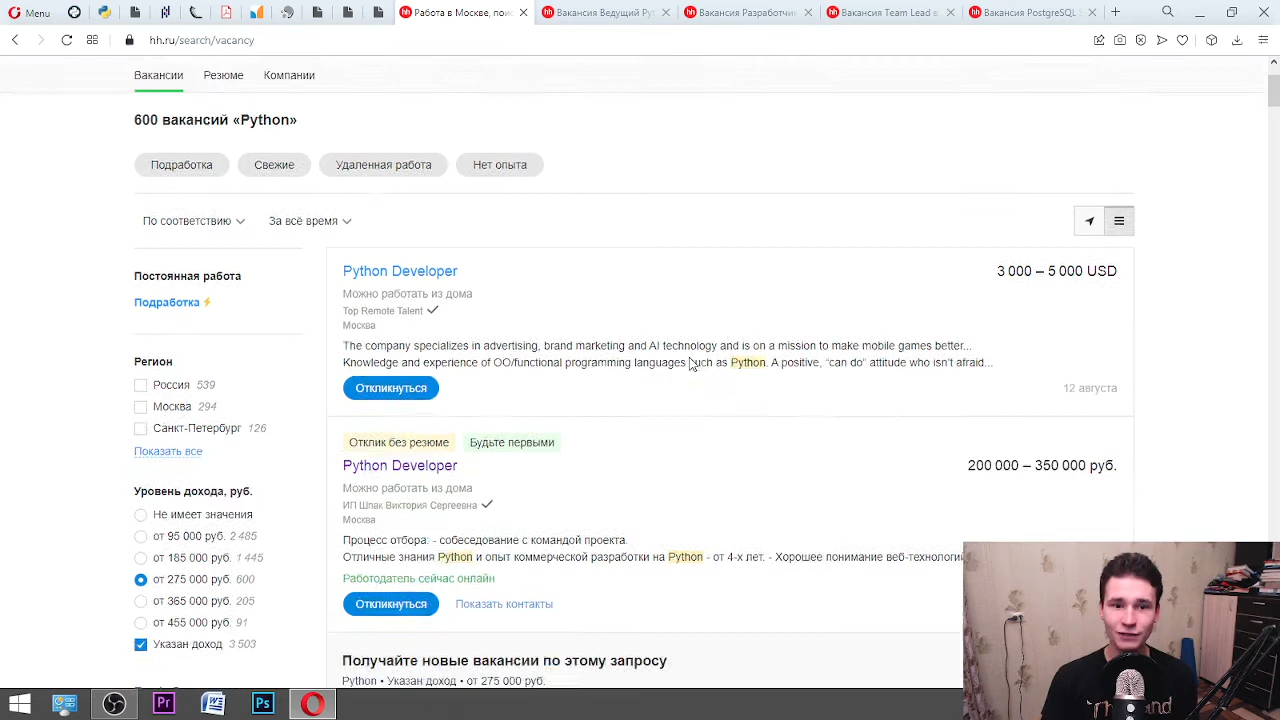 Menu
Работа в Москве, поис
Вакансия Ведущий Py
Вакансия Разработчик
Вакансия Team Lead в
Вакансия PostgreSQL S
hh.ru/search/vacancy
Вакансии Резюме Компании
600 вакансий «Python»
Подработка Свежие Удаленная работа Нет опыта
По соответствию За всё время
Постоянная работа
Подработка
Регион
Россия 539
Москва 294
Санкт-Петербург 126
Показать все
Уровень дохода, руб.
Не имеет значения
от 95 000 руб. 2 485
от 185 000 руб. 1 445
от 275 000 руб. 600
от 365 000 руб. 205
от 455 000 руб. 91
Указан доход 3 503
Python Developer 3 000 – 5 000 USD
Можно работать из дома
Top Remote Talent
Москва
The company specializes in advertising, brand marketing and AI technology and is on a mission to make mobile games better...
Knowledge and experience of OO/functional programming languages such as Python. A positive, “can do” attitude who isn’t afraid...
Откликнуться 12 августа
Отклик без резюме Будьте первыми
Python Developer 200 000 – 350 000 руб.
Можно работать из дома
ИП Шпак Виктория Сергеевна
Москва
Процесс отбора: - собеседование с командой проекта.
Отличные знания Python и опыт коммерческой разработки на Python - от 4-х лет. - Хорошее понимание веб-технологи
Работодатель сейчас онлайн
Откликнуться Показать контакты
Получайте новые вакансии по этому запросу
Python • Указан доход • от 275 000 руб.
Pr
Ps